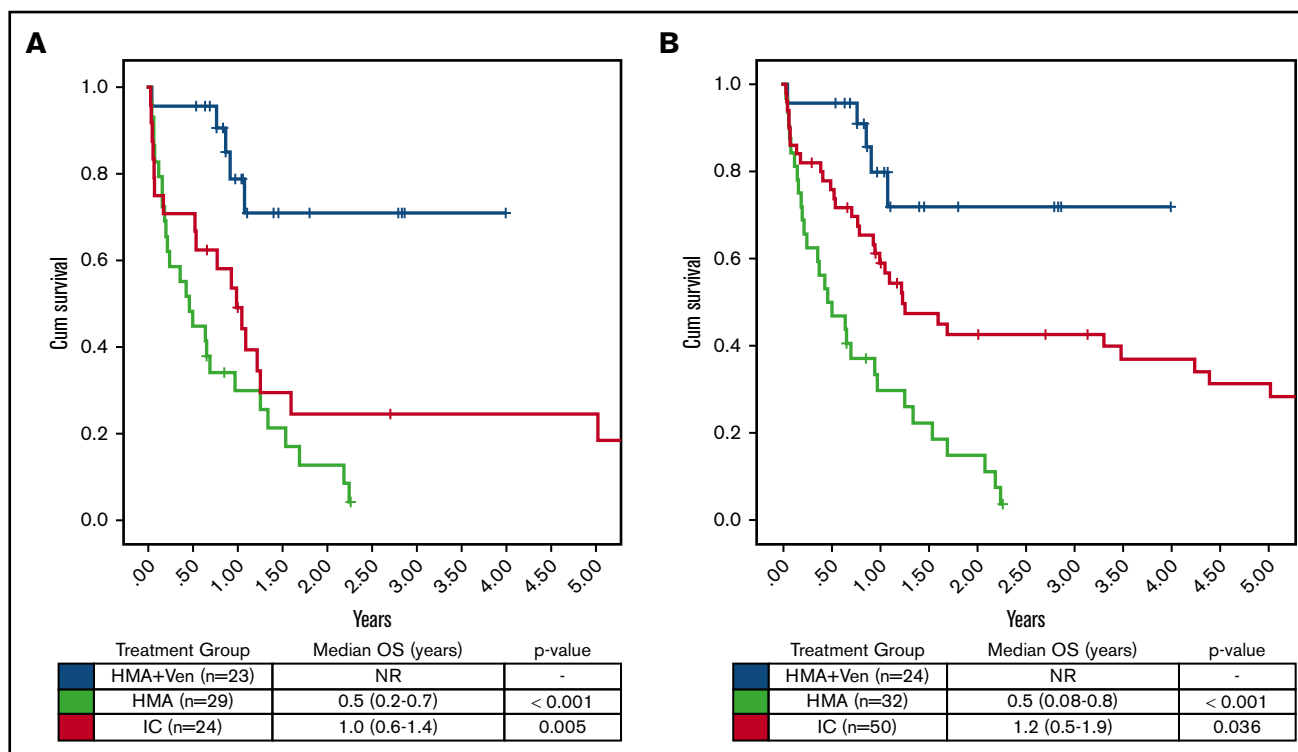 A
Cum survival
1.0
0.8
0.6
0.4
0.2
0.0
.00 .50 1.00 1.50 2.00 2.50 3.00 3.50 4.00 4.50 5.00
Years
Treatment Group Median OS (years) p-value
HMA+Ven (n=23) NR -
HMA (n=29) 0.5 (0.2-0.7) < 0.001
IC (n=24) 1.0 (0.6-1.4) 0.005
B
Cum survival
1.0
0.8
0.6
0.4
0.2
0.0
.00 .50 1.00 1.50 2.00 2.50 3.00 3.50 4.00 4.50 5.00
Years
Treatment Group Median OS (years) p-value
HMA+Ven (n=24) NR -
HMA (n=32) 0.5 (0.08-0.8) < 0.001
IC (n=50) 1.2 (0.5-1.9) 0.036